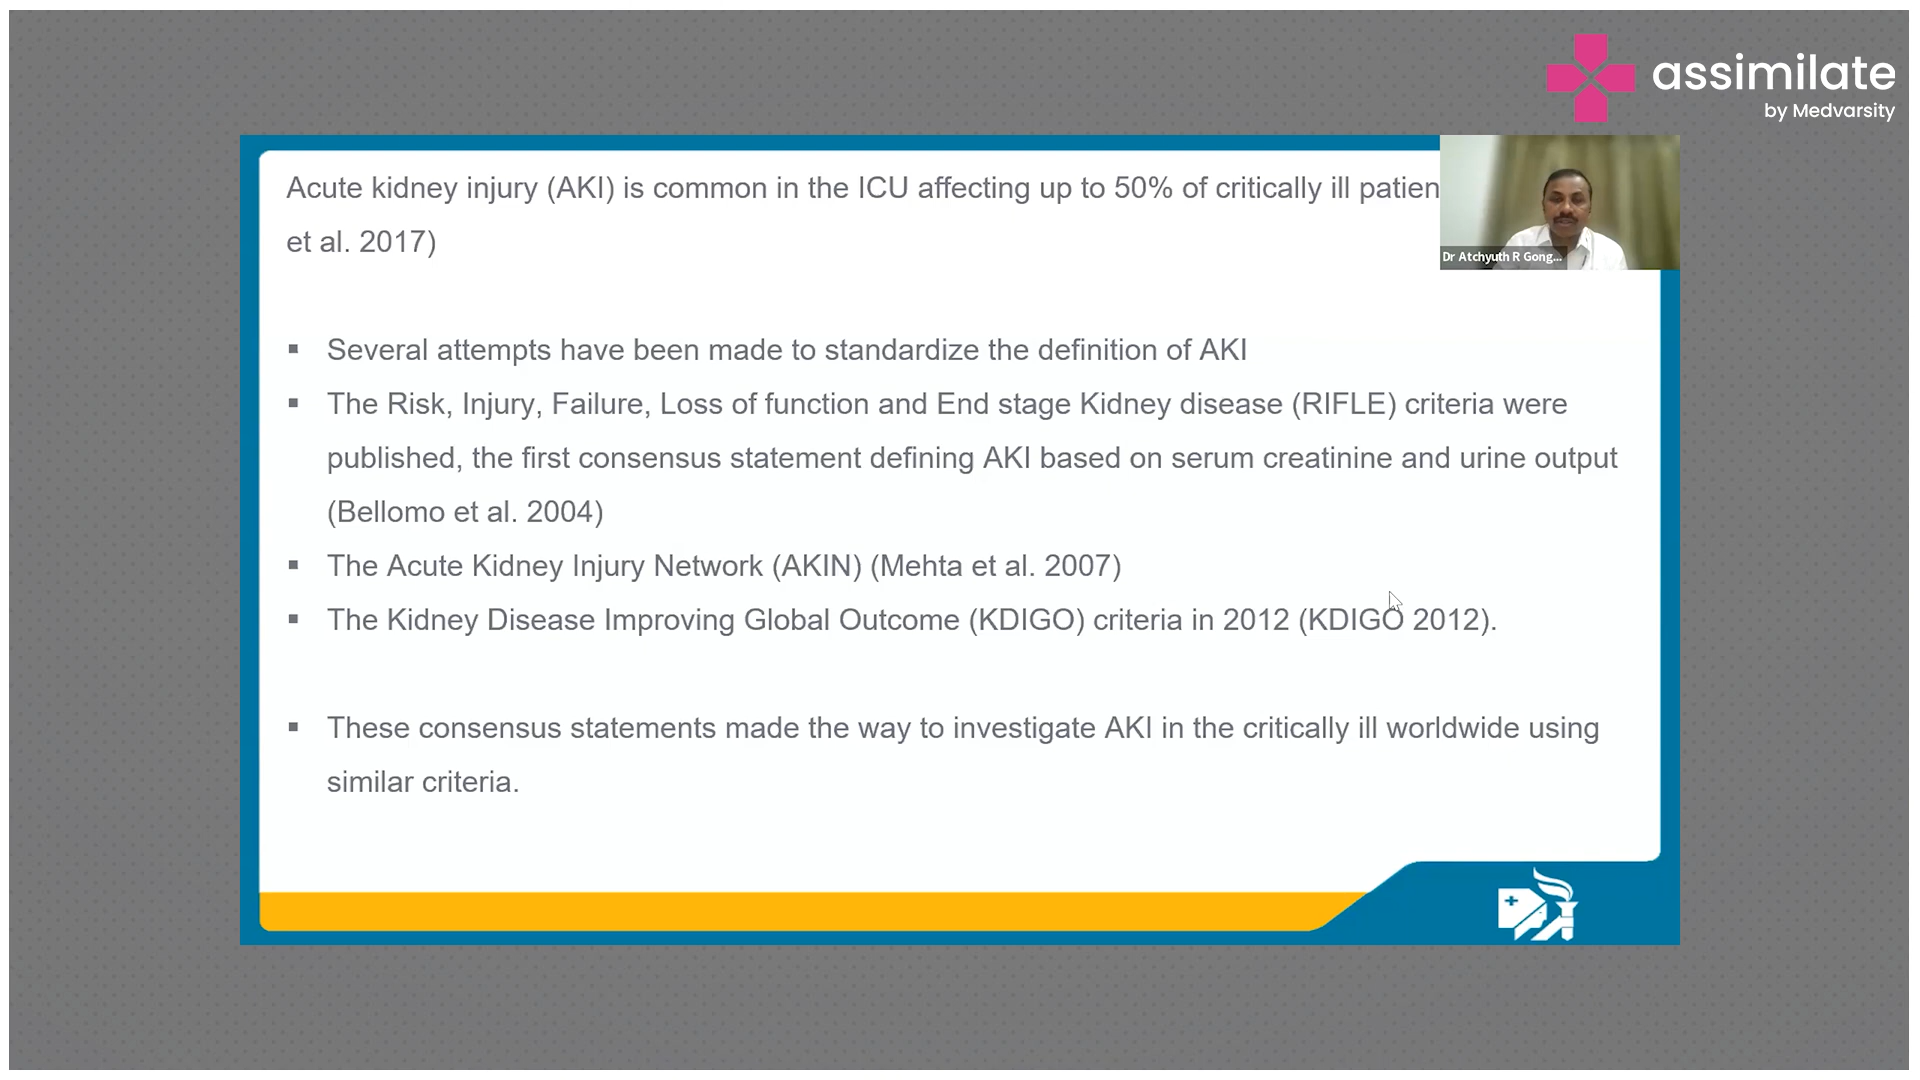 assimilate
by Medvarsity
Acute kidney injury (AKI) is common in the ICU affecting up to 50% of critically ill
et al. 2017)
Dr Atchyuth R Gong...
▪ Several attempts have been made to standardize the definition of AKI
▪ The Risk, Injury, Failure, Loss of function and End stage Kidney disease (RIFLE) criteria were
published, the first consensus statement defining AKI based on serum creatinine and urine output
(Bellomo et al. 2004)
▪ The Acute Kidney Injury Network (AKIN) (Mehta et al. 2007)
▪ The Kidney Disease Improving Global Outcome (KDIGO) criteria in 2012 (KDIGO 2012).
▪ These consensus statements made the way to investigate AKI in the critically ill worldwide using
similar criteria.